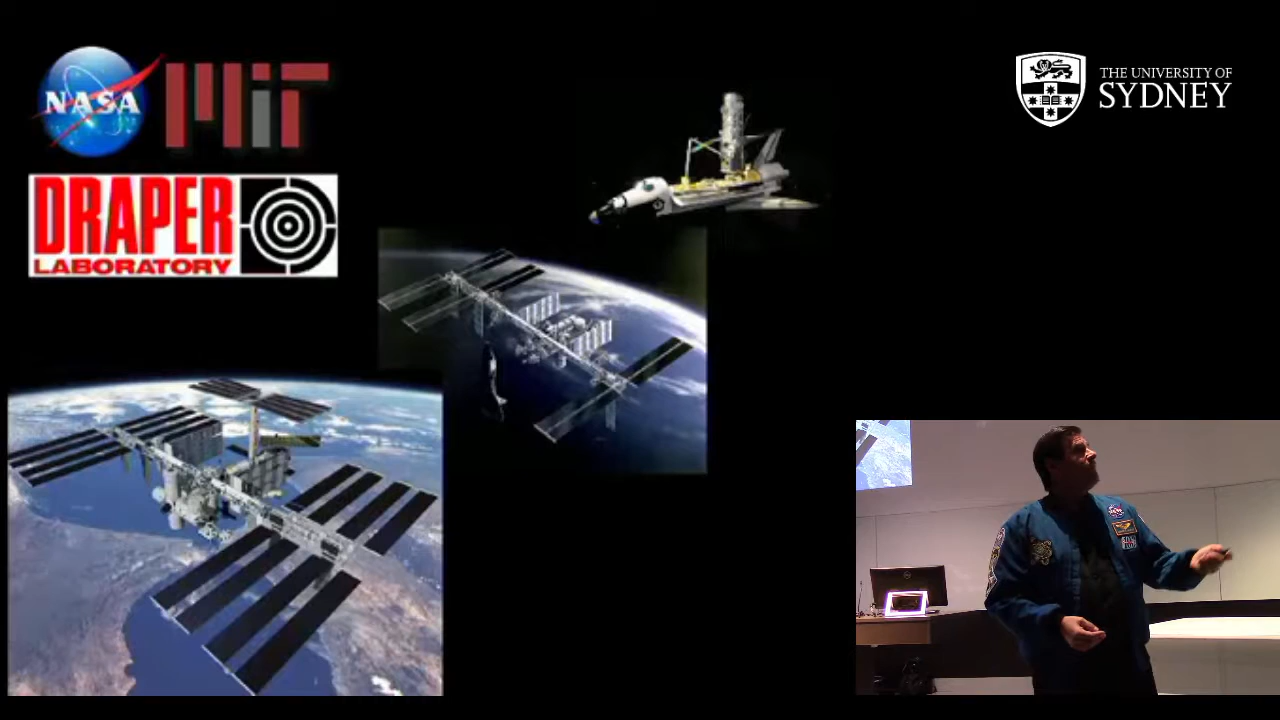 NASA
MIT
DRAPER
LABORATORY
THE UNIVERSITY OF
SYDNEY